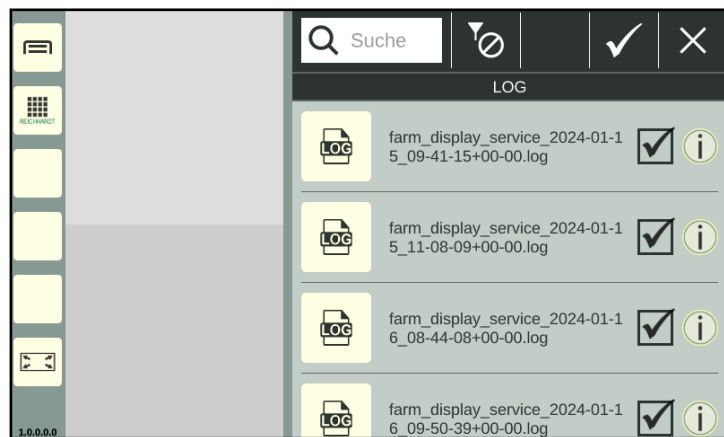 Suche
LOG
REICHHARDT
LOG
farm_display_service_2024-01-1
5_09-41-15+00-00.log
LOG
farm_display_service_2024-01-1
5_11-08-09+00-00.log
LOG
farm_display_service_2024-01-1
6_08-44-08+00-00.log
LOG
farm_display_service_2024-01-1
6_09-50-39+00-00.log
1.0.0.0.0